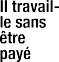 Il travail-
le sans
être
payé